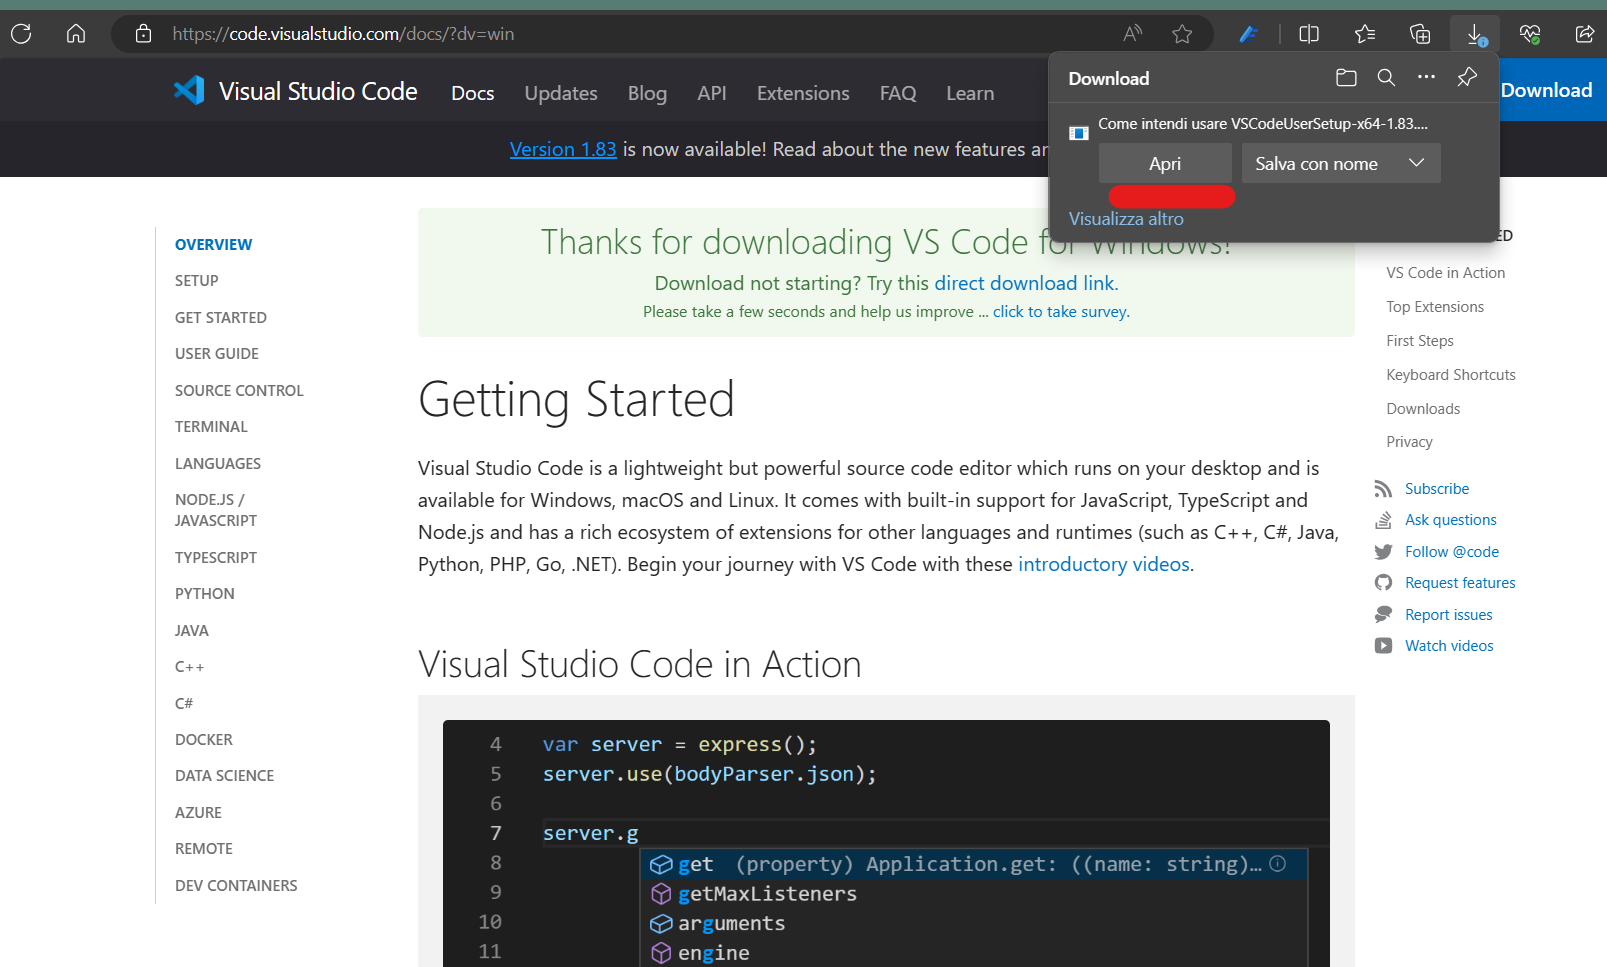 https://code.visualstudio.com/docs/?dv=win
Visual Studio Code
Docs
Updates
Blog
API
Extensions
FAQ
Learn
Download
Version 1.83 is now available! Read about the new features
Download
Come intendi usare VSCodeUserSetup-x64-1.83....
Apri
Salva con nome
Visualizza altro
OVERVIEW
SETUP
GET STARTED
USER GUIDE
SOURCE CONTROL
TERMINAL
LANGUAGES
NODE.JS /
JAVASCRIPT
TYPESCRIPT
PYTHON
JAVA
C++
C#
DOCKER
DATA SCIENCE
AZURE
REMOTE
DEV CONTAINERS
Thanks for downloading VS Code for Windows!
Download not starting? Try this direct download link.
Please take a few seconds and help us improve ... click to take survey.
Getting Started
Visual Studio Code is a lightweight but powerful source code editor which runs on your desktop and is
available for Windows, macOS and Linux. It comes with built-in support for JavaScript, TypeScript and
Node.js and has a rich ecosystem of extensions for other languages and runtimes (such as C++, C#, Java,
Python, PHP, Go, .NET). Begin your journey with VS Code with these introductory videos.
Visual Studio Code in Action
4 var server = express();
5 server.use(bodyParser.json);
6
7 server.g
8 get (property) Application.get: ((name: string)...
9 getMaxListeners
10 arguments
11 engine
VS Code in Action
Top Extensions
First Steps
Keyboard Shortcuts
Downloads
Privacy
Subscribe
Ask questions
Follow @code
Request features
Report issues
Watch videos